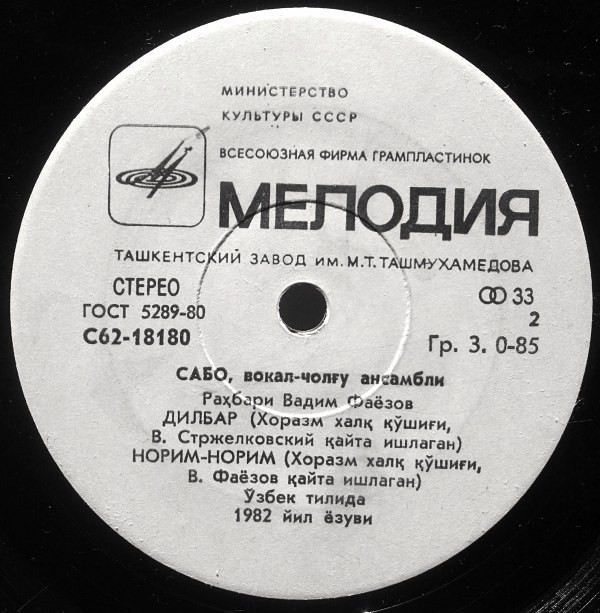 МИНИСТЕРСТВО
КУЛЬТУРЫ СССР
ВСЕСОЮЗНАЯ ФИРМА ГРАМПЛАСТИНОК
МЕЛОДИЯ
ТАШКЕНТСКИЙ ЗАВОД ИМ. М.Т. ТАШМУХАМЕДОВА
СТЕРЕО
33
ГОСТ 5289-80
2
С62-18180
Гр. 3. 0-85
САБО, вокал-чолғу ансамбли
Раҳбари Вадим Фаёзов
ДИЛБАР (Хоразм халқ қўшиғи,
В. Стржелковский қайта ишлаган)
НОРИМ-НОРИМ (Хоразм халқ қўшиғи,
В. Фаёзов қайта ишлаган)
Ўзбек тилида
1982 йил ёзуви